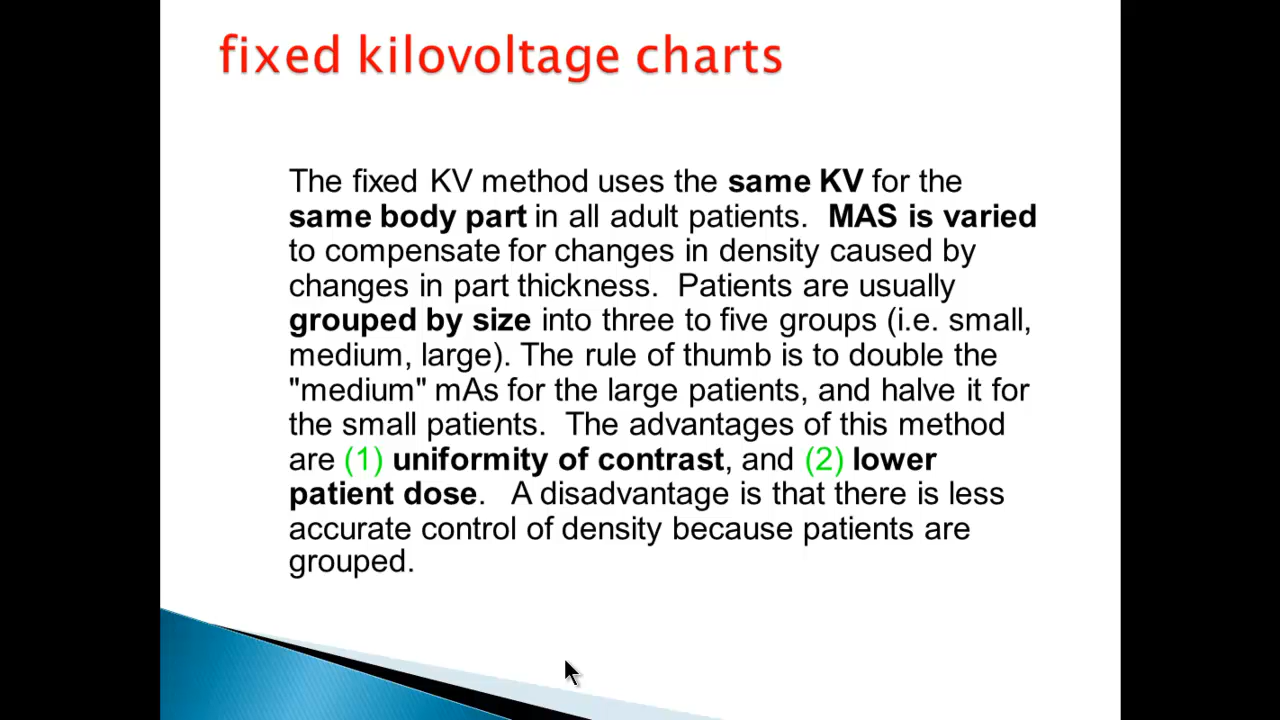 fixed kilovoltage charts
The fixed KV method uses the same KV for the
same body part in all adult patients.  MAS is varied
to compensate for changes in density caused by
changes in part thickness.  Patients are usually
grouped by size into three to five groups (i.e. small,
medium, large). The rule of thumb is to double the
"medium" mAs for the large patients, and halve it for
the small patients.  The advantages of this method
are (1) uniformity of contrast, and (2) lower
patient dose.   A disadvantage is that there is less
accurate control of density because patients are
grouped.